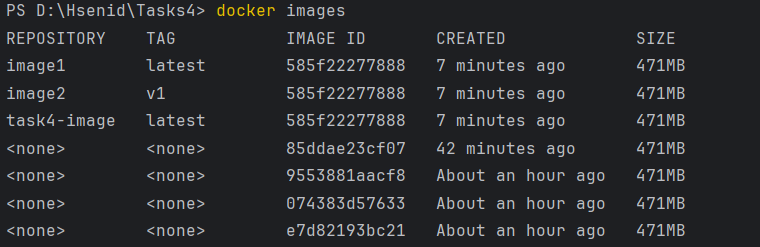 PS D:\Hsenid\Tasks4> docker images
REPOSITORY TAG IMAGE ID CREATED SIZE
image1 latest 585f22277888 7 minutes ago 471MB
image2 v1 585f22277888 7 minutes ago 471MB
task4-image latest 585f22277888 7 minutes ago 471MB
<none> <none> 85ddae23cf07 42 minutes ago 471MB
<none> <none> 9553881aacf8 About an hour ago 471MB
<none> <none> 074383d57633 About an hour ago 471MB
<none> <none> e7d82193bc21 About an hour ago 471MB